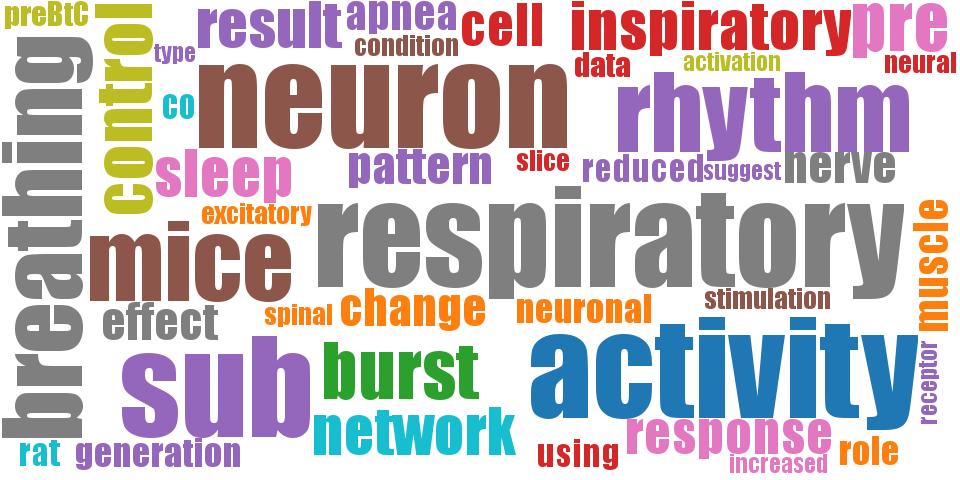 preBtC
control
type
result
apnea
condition
cell
inspiratory
pre
data
activation
neural
breathing
co
neuron
rhythm
sleep
pattern
slice
reduced
suggest
nerve
excitatory
mice
respiratory
muscle
effect
spinal
change
neuronal
stimulation
sub
burst
activity
receptor
network
response
rat
generation
using
increased
role